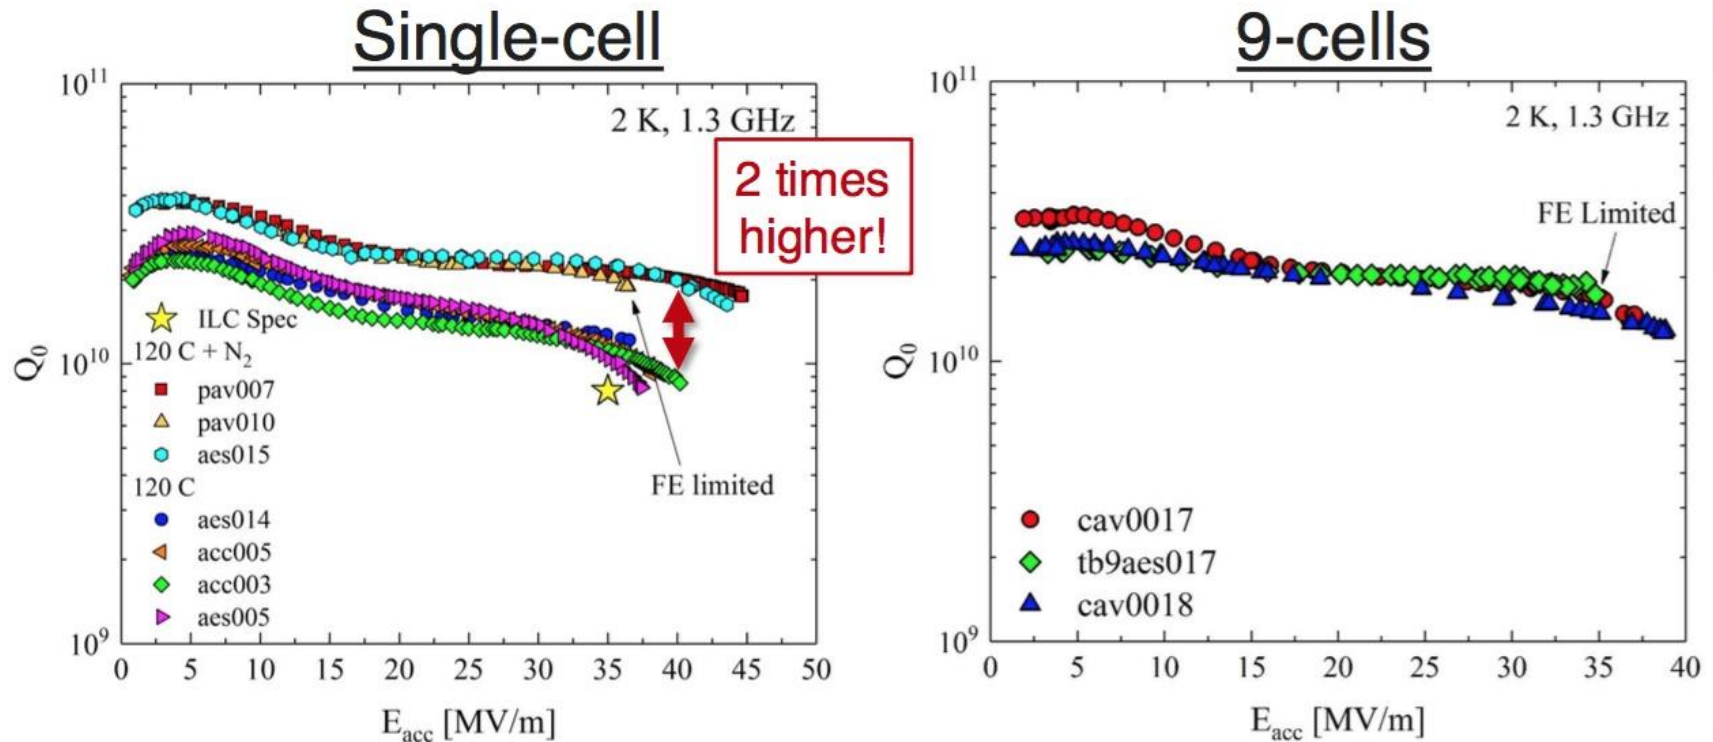 Single-cell
10¹¹
2 K, 1.3 GHz
2 times
higher!
Q₀
10¹⁰
10⁹
ILC Spec
120 C + N₂
pav007
pav010
aes015
120 C
aes014
acc005
acc003
aes005
FE limited
0 5 10 15 20 25 30 35 40 45 50
E_acc [MV/m]
9-cells
10¹¹
2 K, 1.3 GHz
FE Limited
Q₀
10¹⁰
10⁹
cav0017
tb9aes017
cav0018
0 5 10 15 20 25 30 35 40
E_acc [MV/m]